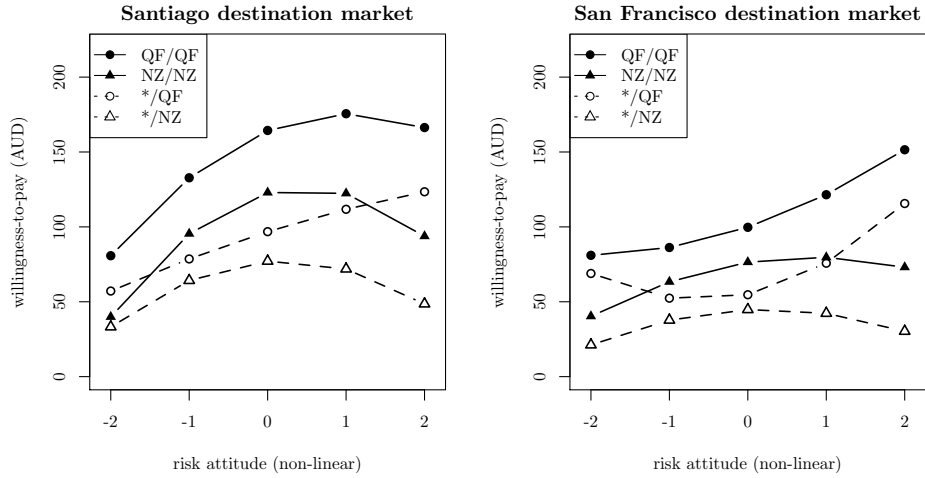 Santiago destination market
QF/QF
NZ/NZ
*/QF
*/NZ
willingness-to-pay (AUD)
200
150
100
50
0
-2 -1 0 1 2
risk attitude (non-linear)
San Francisco destination market
QF/QF
NZ/NZ
*/QF
*/NZ
willingness-to-pay (AUD)
200
150
100
50
0
-2 -1 0 1 2
risk attitude (non-linear)